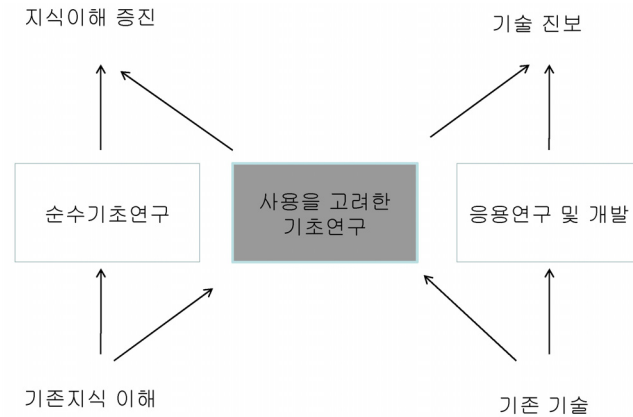 지식이해 증진
기술 진보
순수기초연구
사용을 고려한
기초연구
응용연구 및 개발
기존지식 이해
기존 기술